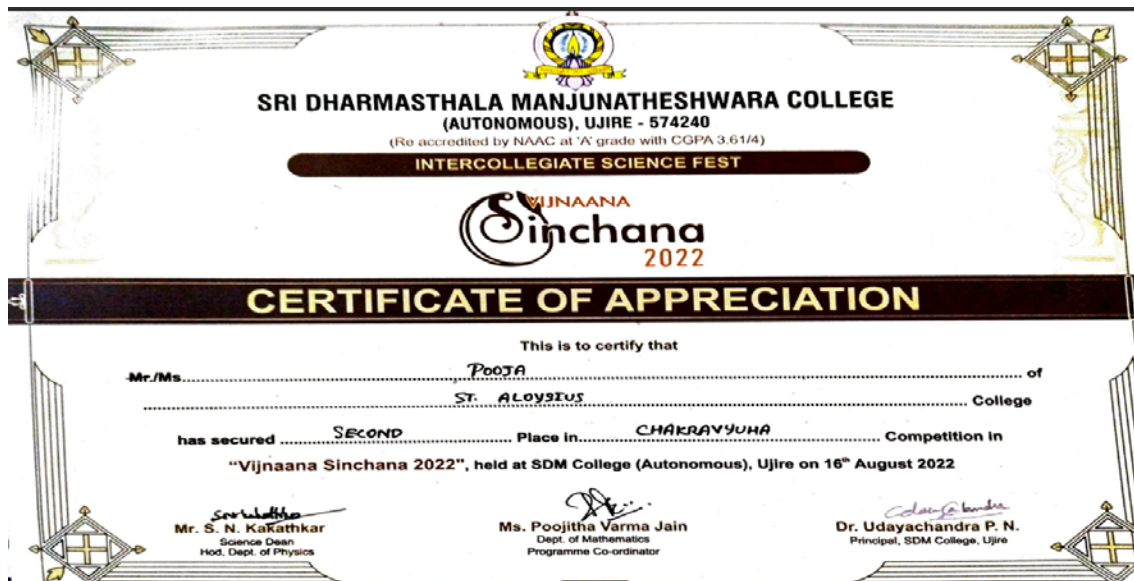 SRI DHARMASTHALA MANJUNATHESHWARA COLLEGE
(AUTONOMOUS), UJIRE - 574240
(Re accredited by NAAC at 'A' grade with CGPA 3.61/4)
INTERCOLLEGIATE SCIENCE FEST
VIJNAANA
Sinchana
2022
CERTIFICATE OF APPRECIATION
This is to certify that
Mr./Ms. POOJA of
ST. ALOYSIUS College
has secured SECOND Place in CHAKRAVYUHA Competition in
"Vijnaana Sinchana 2022", held at SDM College (Autonomous), Ujire on 16th August 2022
Mr. S. N. Kakathkar
Science Dean
Hod, Dept. of Physics
Ms. Poojitha Varma Jain
Dept. of Mathematics
Programme Co-ordinator
Dr. Udayachandra P. N.
Principal, SDM College, Ujire